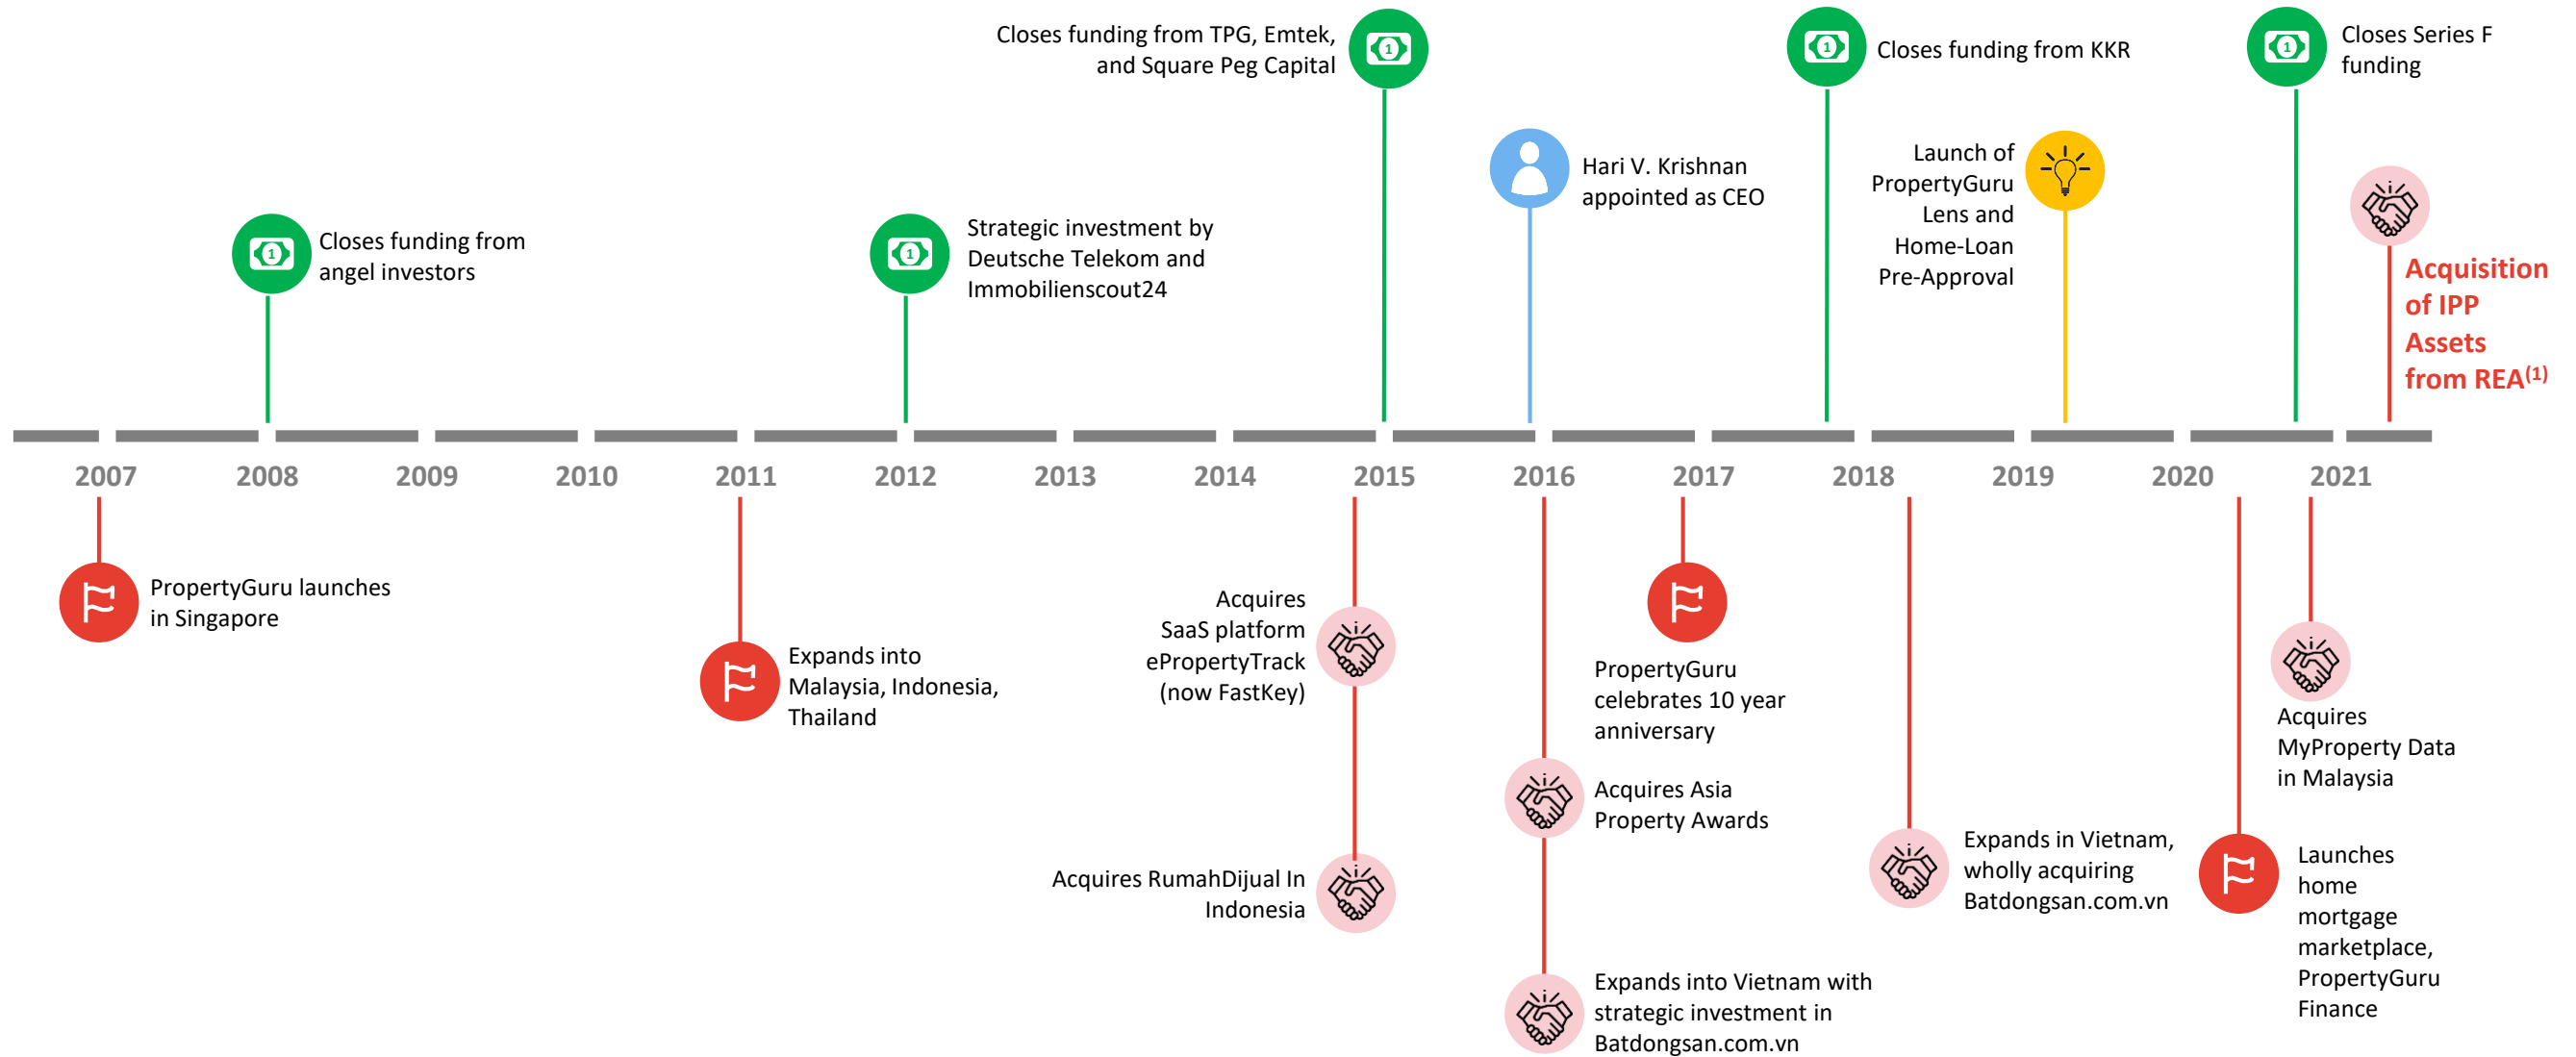 Closes funding from TPG, Emtek,
and Square Peg Capital
1
1
Closes funding from KKR
1
Closes Series F
funding
Hari V. Krishnan
appointed as CEO
Launch of
PropertyGuru
Lens and
Home-Loan
Pre-Approval
1
Closes funding from
angel investors
1
Strategic investment by
Deutsche Telekom and
Immobilienscout24
Acquisition
of IPP
Assets
from REA(1)
2007 2008 2009 2010 2011 2012 2013 2014 2015 2016 2017 2018 2019 2020 2021
PropertyGuru launches
in Singapore
Expands into
Malaysia, Indonesia,
Thailand
Acquires
SaaS platform
ePropertyTrack
(now FastKey)
Acquires RumahDijual In
Indonesia
PropertyGuru
celebrates 10 year
anniversary
Acquires Asia
Property Awards
Expands into Vietnam with
strategic investment in
Batdongsan.com.vn
Expands in Vietnam,
wholly acquiring
Batdongsan.com.vn
Acquires
MyProperty Data
in Malaysia
Launches
home
mortgage
marketplace,
PropertyGuru
Finance